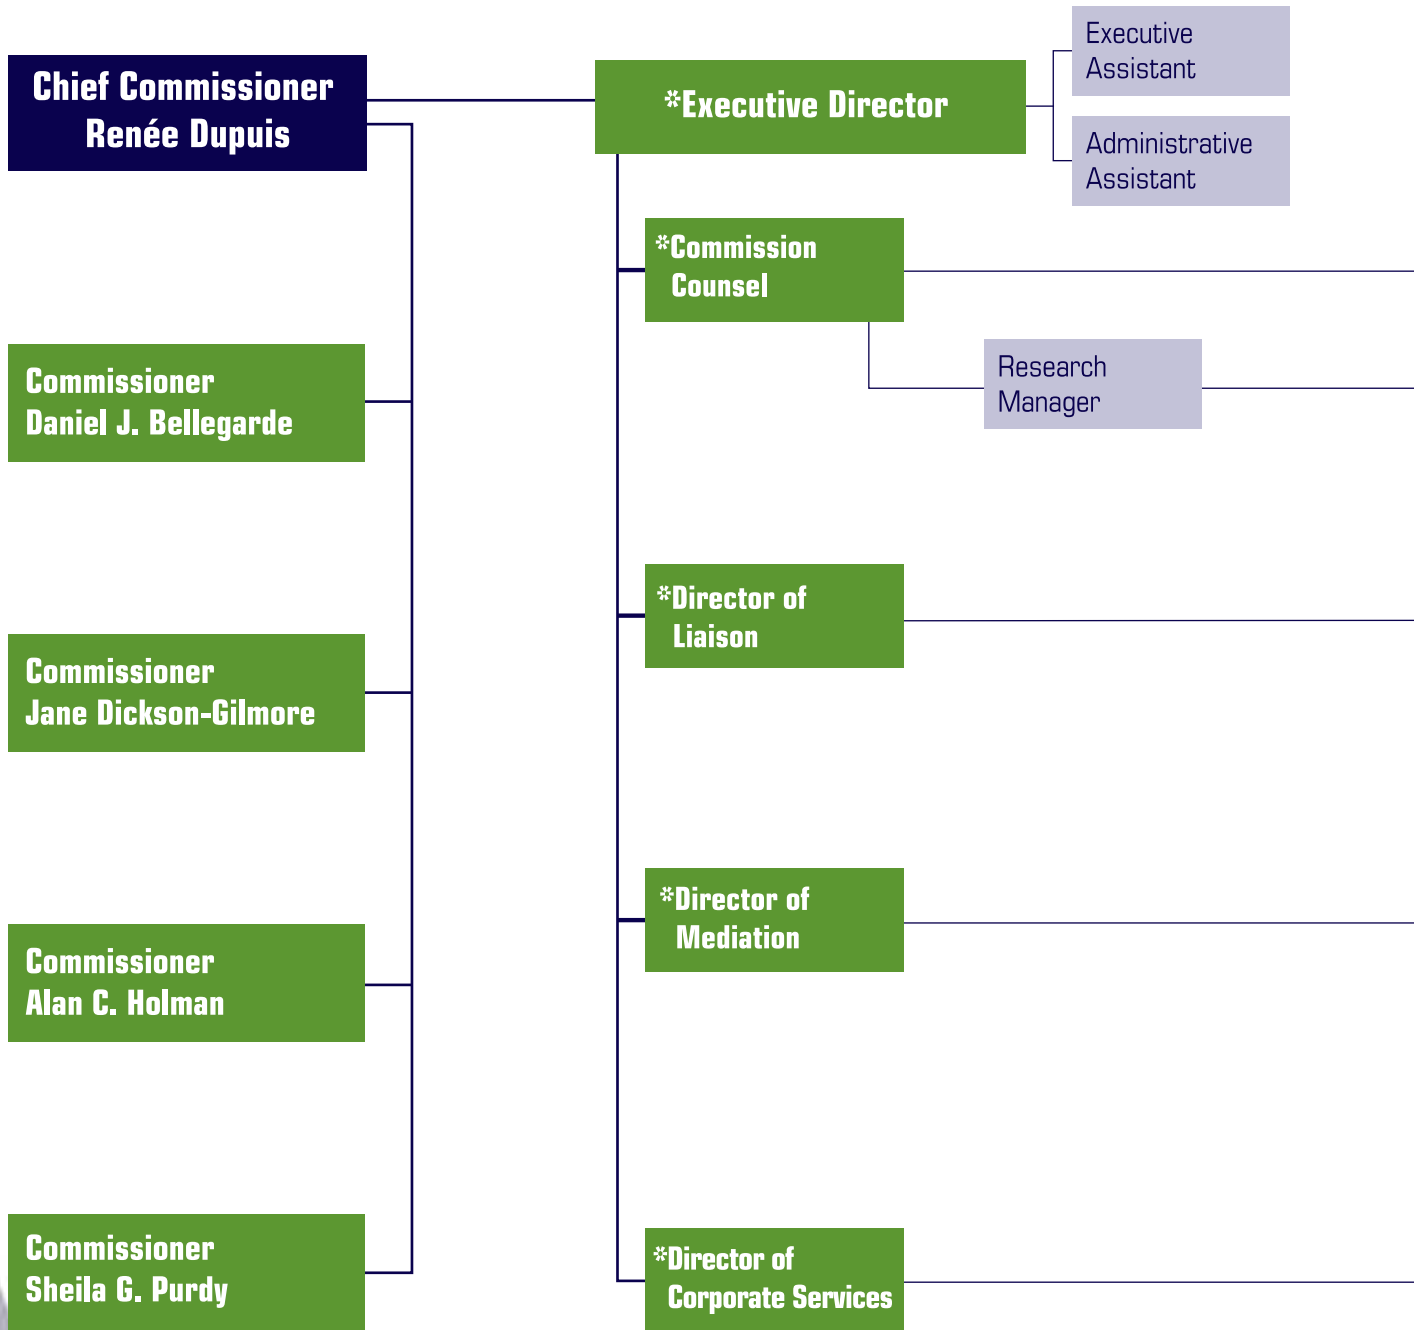 Chief Commissioner
Renée Dupuis
*Executive Director
Executive
Assistant
Administrative
Assistant
*Commission
Counsel
Research
Manager
Commissioner
Daniel J. Bellegarde
*Director of
Liaison
Commissioner
Jane Dickson-Gilmore
*Director of
Mediation
Commissioner
Alan C. Holman
Commissioner
Sheila G. Purdy
*Director of
Corporate Services